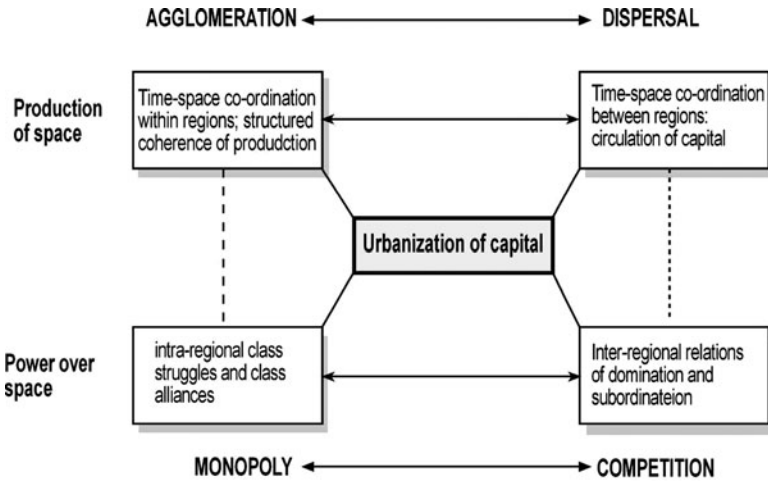 AGGLOMERATION
DISPERSAL
Production
of space
Time-space co-ordination
within regions; structured
coherence of produdction
Time-space co-ordination
between regions:
circulation of capital
Urbanization of capital
Power over
space
intra-regional class
struggles and class
alliances
Inter-regional relations
of domination and
subordinateion
MONOPOLY
COMPETITION